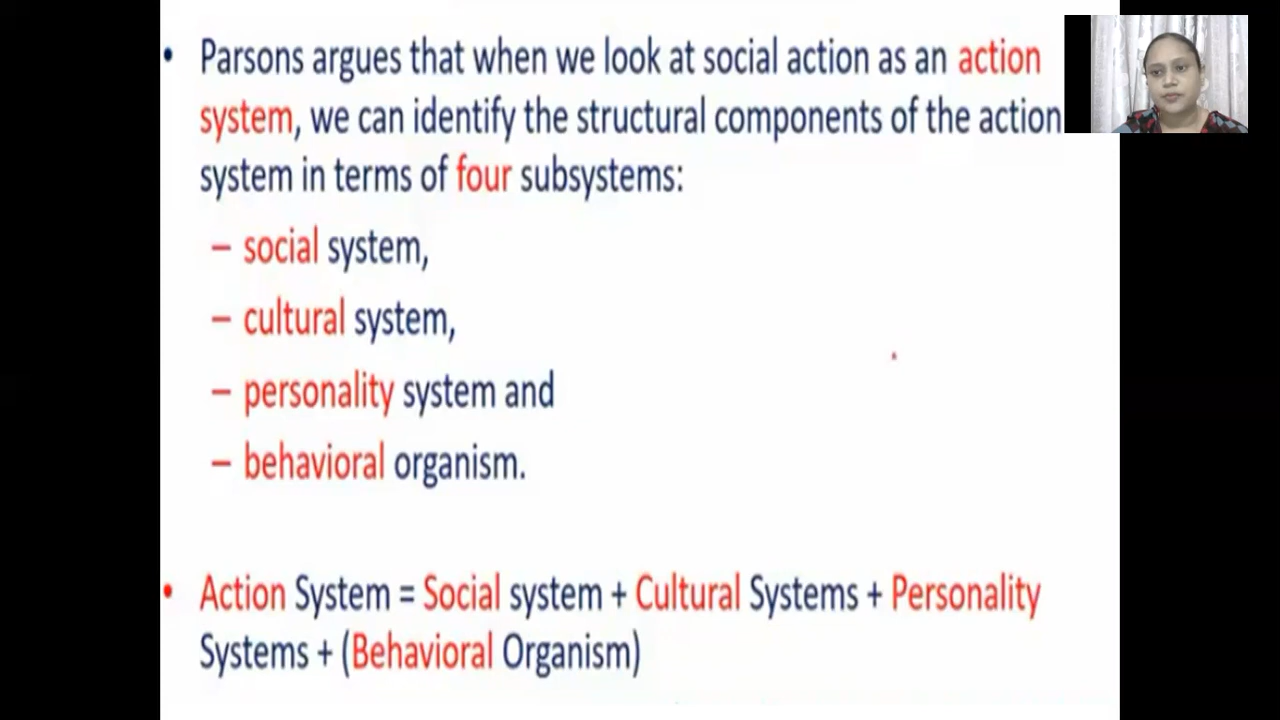 • Parsons argues that when we look at social action as an action
system, we can identify the structural components of the action
system in terms of four subsystems:
– social system,
– cultural system,
– personality system and
– behavioral organism.
• Action System = Social system + Cultural Systems + Personality
Systems + (Behavioral Organism)